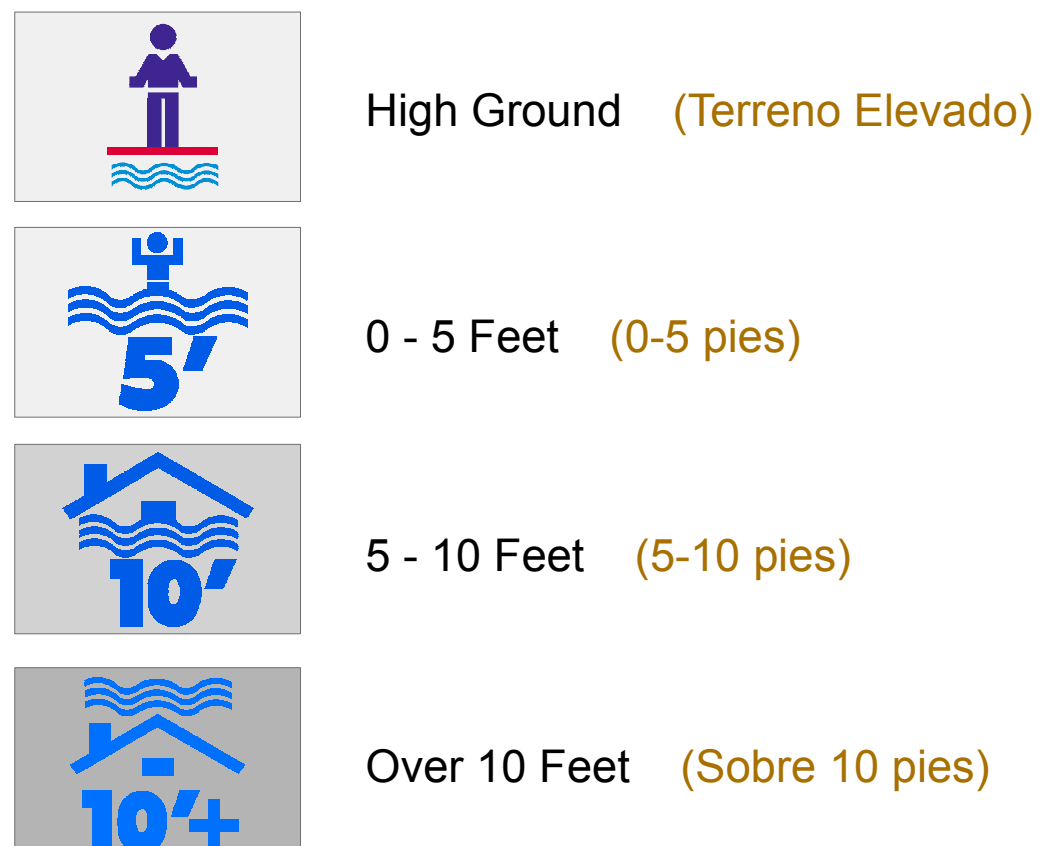 High Ground (Terreno Elevado)
5′
0 - 5 Feet (0-5 pies)
10′
5 - 10 Feet (5-10 pies)
10′+
Over 10 Feet (Sobre 10 pies)